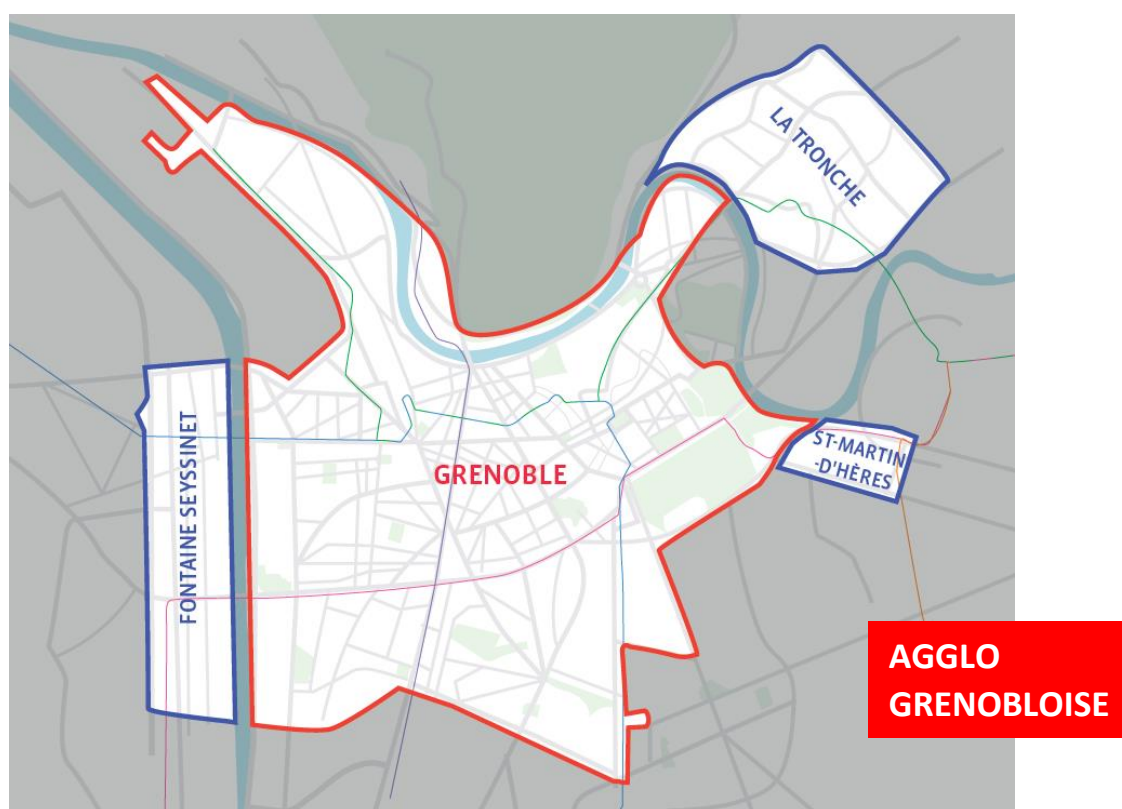 LA TRONCHE
FONTAINE SEYSSINET
GRENOBLE
ST-MARTIN
-D'HÈRES
AGGLO
GRENOBLOISE